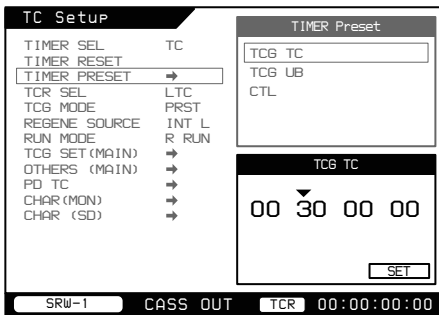 TC Setup
TIMER SEL TC
TIMER RESET
TIMER PRESET ➡
TCR SEL LTC
TCG MODE PRST
REGENE SOURCE INT L
RUN MODE R RUN
TCG SET(MAIN) ➡
OTHERS (MAIN) ➡
PD TC ➡
CHAR(MON) ➡
CHAR (SD) ➡
TIMER Preset
TCG TC
TCG UB
CTL
TCG TC
00 30 00 00
SET
SRW-1 CASS OUT TCR 00:00:00:00